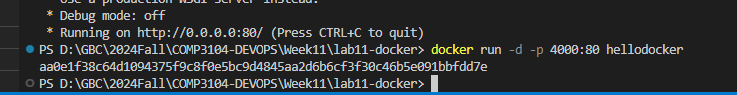 * Debug mode: off
* Running on http://0.0.0.0:80/ (Press CTRL+C to quit)
PS D:\GBC\2024Fall\COMP3104-DEVOPS\Week11\lab11-docker> docker run -d -p 4000:80 hellodocker
aa0e1f38c64d1094375f9c8f0e5bc9d4845aa2d6b6cf3f30c46b5e091bbfdd7e
PS D:\GBC\2024Fall\COMP3104-DEVOPS\Week11\lab11-docker>